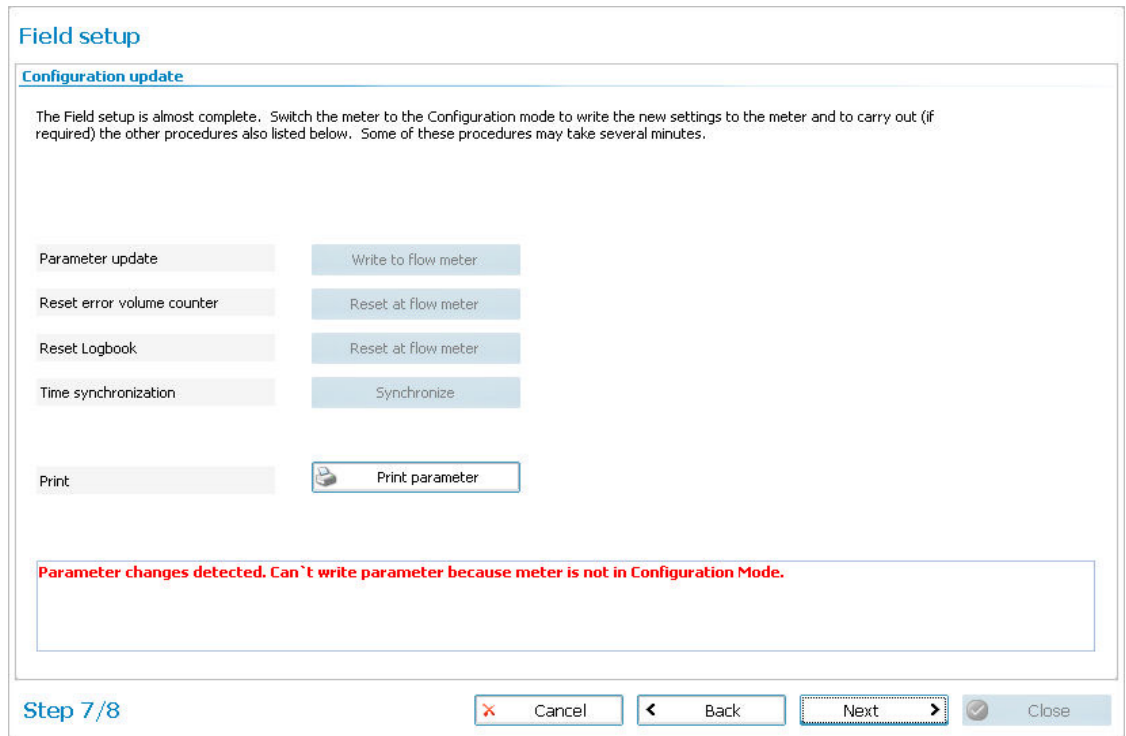 Field setup
Configuration update
The Field setup is almost complete.  Switch the meter to the Configuration mode to write the new settings to the meter and to carry out (if
required) the other procedures also listed below.  Some of these procedures may take several minutes.
Parameter update
Write to flow meter
Reset error volume counter
Reset at flow meter
Reset Logbook
Reset at flow meter
Time synchronization
Synchronize
Print
Print parameter
Parameter changes detected. Can`t write parameter because meter is not in Configuration Mode.
Step 7/8
Cancel
Back
Next
Close